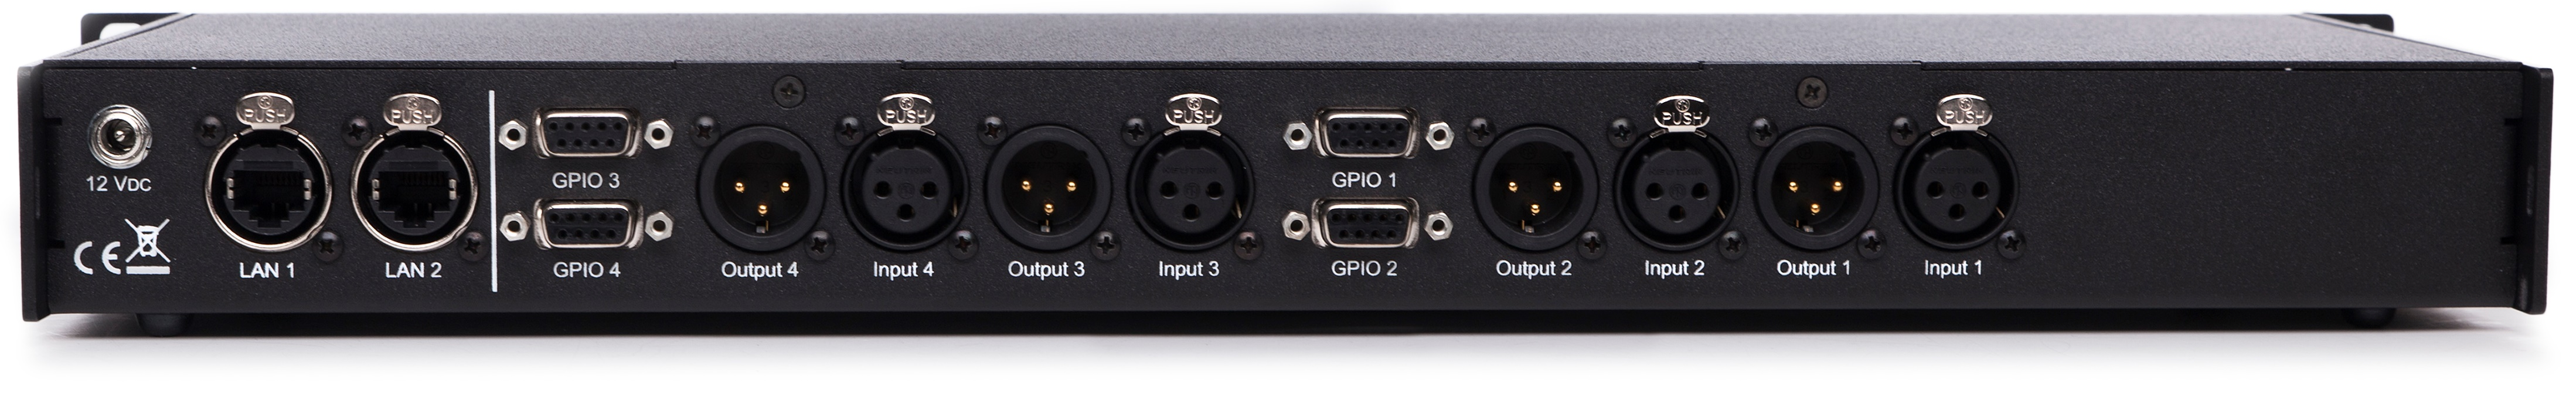 PUSH
PUSH
PUSH
PUSH
PUSH
PUSH
12 VDC
GPIO 3
GPIO 1
CE
LAN 1
LAN 2
GPIO 4
Output 4
Input 4
Output 3
Input 3
GPIO 2
Output 2
Input 2
Output 1
Input 1